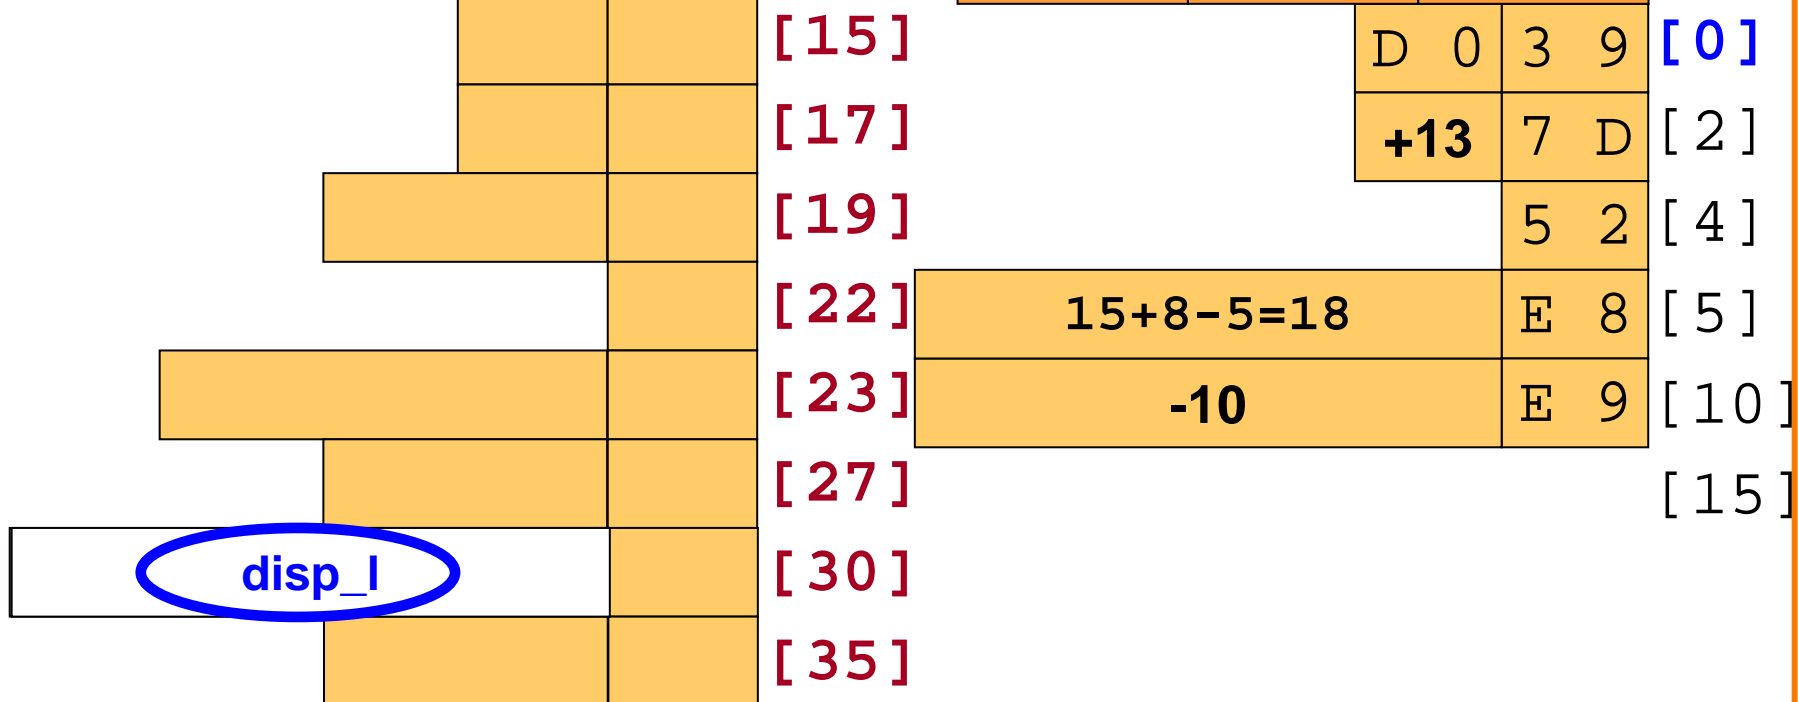 [15]
[17]
[19]
[22]
[23]
[27]
disp_l [30]
[35]
D 0 3 9 [0]
+13 7 D [2]
5 2 [4]
15+8-5=18 E 8 [5]
-10 E 9 [10]
[15]